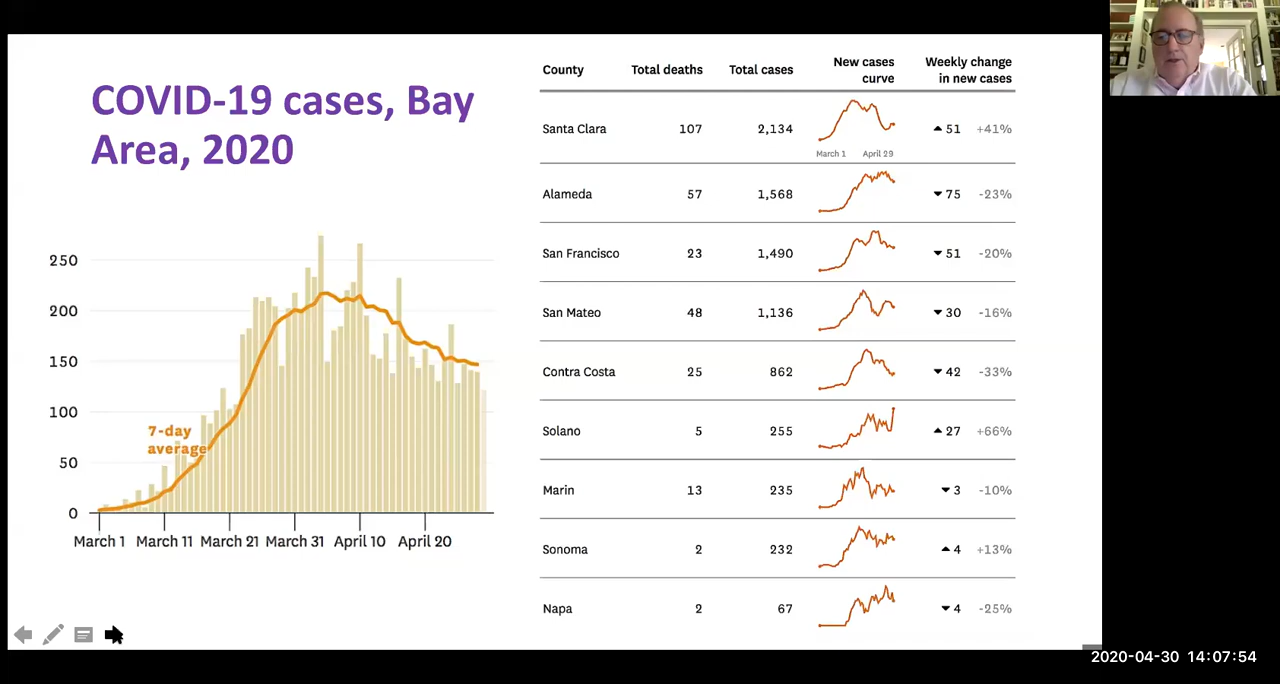 COVID-19 cases, Bay
Area, 2020
250
200
150
100
50
0
7-day
average
March 1 March 11 March 21 March 31 April 10 April 20
County Total deaths Total cases New cases curve Weekly change in new cases
Santa Clara 107 2,134 ▲ 51 +41%
March 1 April 29
Alameda 57 1,568 ▼ 75 -23%
San Francisco 23 1,490 ▼ 51 -20%
San Mateo 48 1,136 ▼ 30 -16%
Contra Costa 25 862 ▼ 42 -33%
Solano 5 255 ▲ 27 +66%
Marin 13 235 ▼ 3 -10%
Sonoma 2 232 ▲ 4 +13%
Napa 2 67 ▼ 4 -25%
2020-04-30 14:07:54